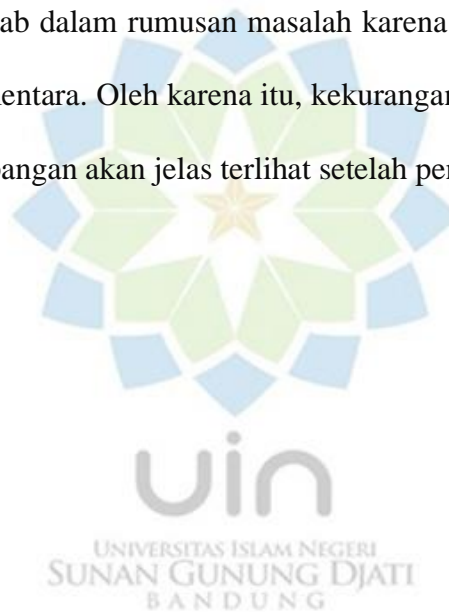 ab dalam rumusan masalah karena
entara. Oleh karena itu, kekurangan
angan akan jelas terlihat setelah pen
uin
UNIVERSITAS ISLAM NEGERI
SUNAN GUNUNG DJATI
BANDUNG